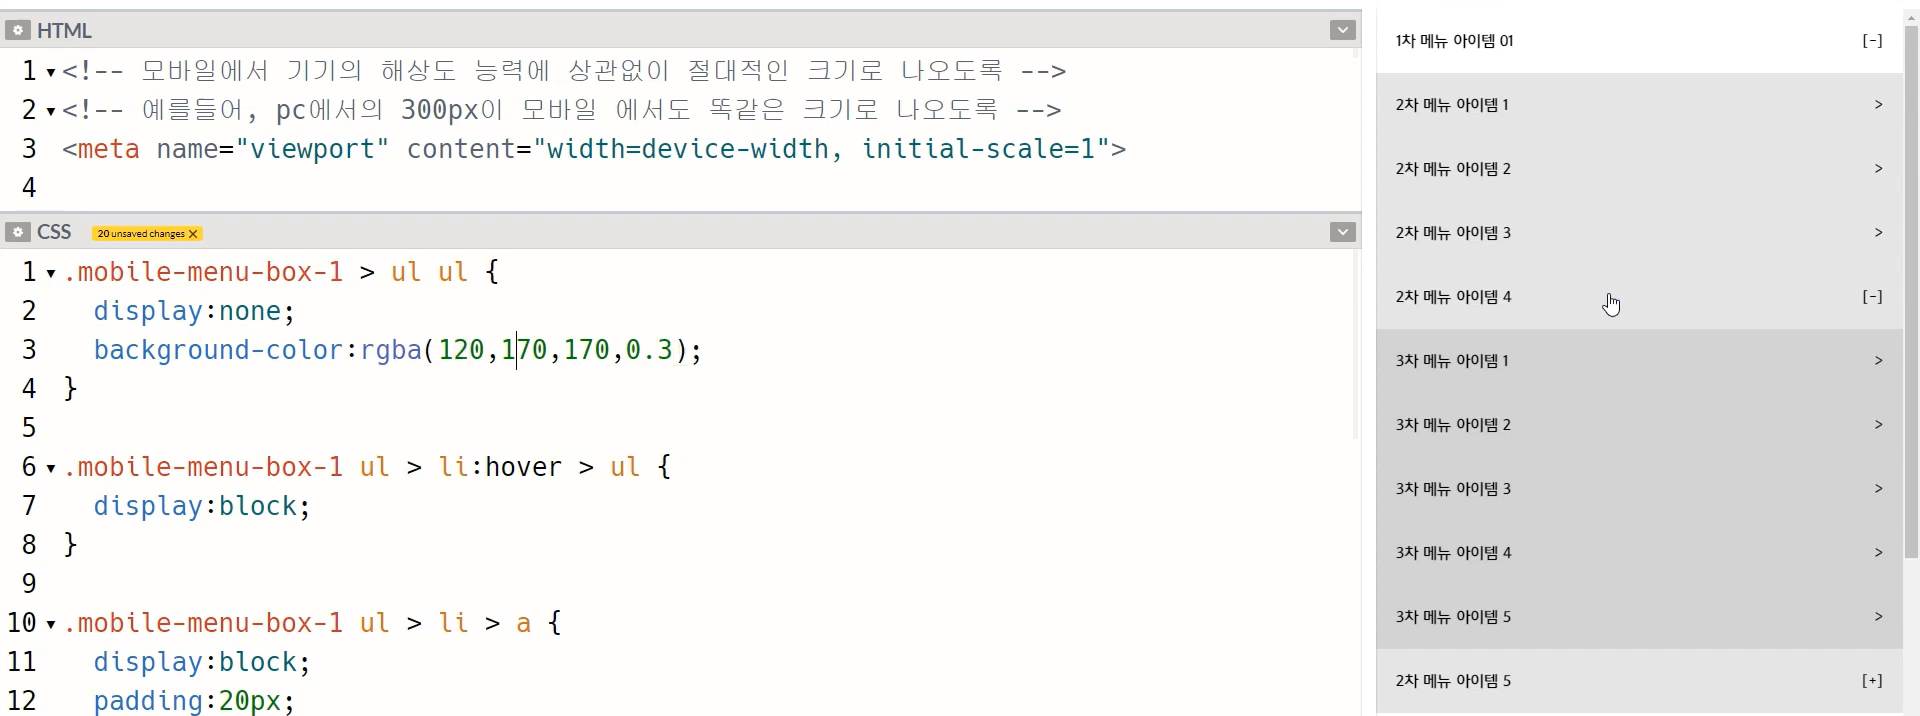 HTML
1 <!-- 모바일에서 기기의 해상도 능력에 상관없이 절대적인 크기로 나오도록 -->
2 <!-- 예를들어, pc에서의 300px이 모바일 에서도 똑같은 크기로 나오도록 -->
3 <meta name="viewport" content="width=device-width, initial-scale=1">
4
CSS 20 unsaved changes X
1 .mobile-menu-box-1 > ul ul {
2 display:none;
3 background-color:rgba(120,170,170,0.3);
4 }
5
6 .mobile-menu-box-1 ul > li:hover > ul {
7 display:block;
8 }
9
10 .mobile-menu-box-1 ul > li > a {
11 display:block;
12 padding:20px;
1차 메뉴 아이템 01 [-]
2차 메뉴 아이템 1 >
2차 메뉴 아이템 2 >
2차 메뉴 아이템 3 >
2차 메뉴 아이템 4 [-]
3차 메뉴 아이템 1 >
3차 메뉴 아이템 2 >
3차 메뉴 아이템 3 >
3차 메뉴 아이템 4 >
3차 메뉴 아이템 5 >
2차 메뉴 아이템 5 [+]